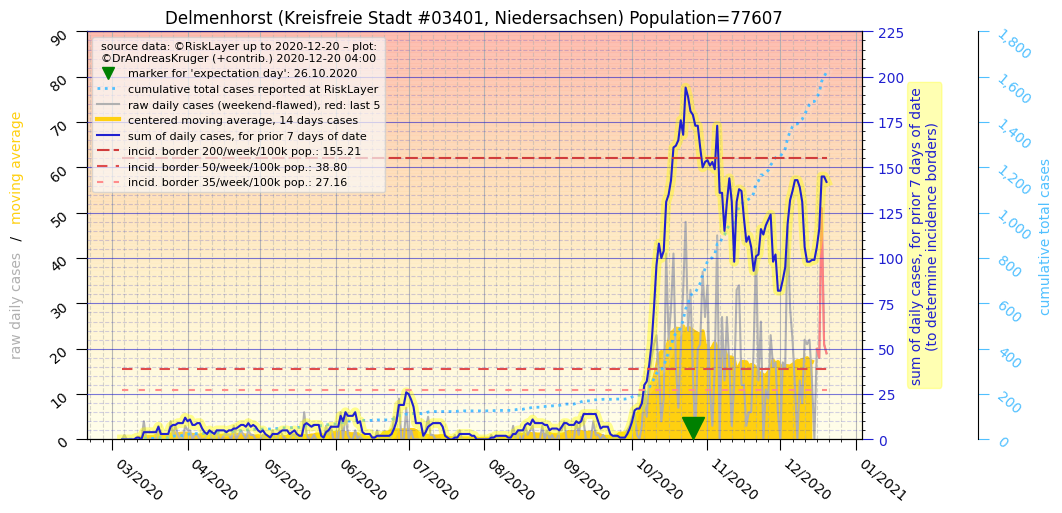 Delmenhorst (Kreisfreie Stadt #03401, Niedersachsen) Population=77607
source data: ©RiskLayer up to 2020-12-20 – plot:
©DrAndreasKruger (+contrib.) 2020-12-20 04:00
marker for 'expectation day': 26.10.2020
cumulative total cases reported at RiskLayer
raw daily cases (weekend-flawed), red: last 5
centered moving average, 14 days cases
sum of daily cases, for prior 7 days of date
incid. border 200/week/100k pop.: 155.21
incid. border 50/week/100k pop.: 38.80
incid. border 35/week/100k pop.: 27.16
raw daily cases / moving average
0
10
20
30
40
50
60
70
80
90
03/2020
04/2020
05/2020
06/2020
07/2020
08/2020
09/2020
10/2020
11/2020
12/2020
01/2021
0
25
50
75
100
125
150
175
200
225
sum of daily cases, for prior 7 days of date
(to determine incidence borders)
0
200
400
600
800
1,000
1,200
1,400
1,600
1,800
cumulative total cases